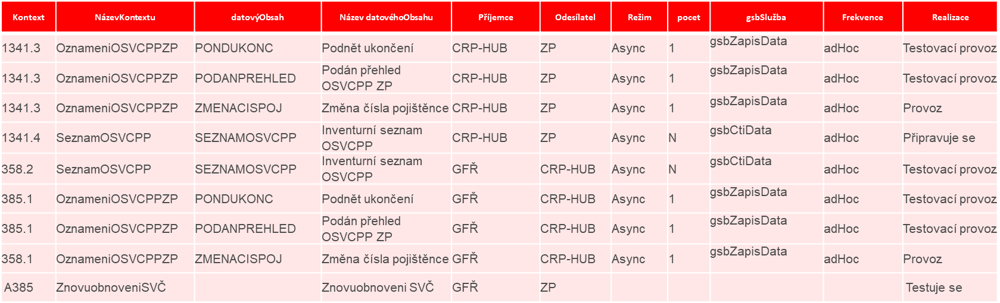 Kontext NázevKontextu datovýObsah Název datovéhoObsahu Příjemce Odesílatel Režim pocet gsbSlužba Frekvence Realizace
1341.3 OznameniOSVCPPZP PONDUKONC Podnět ukončení CRP-HUB ZP Async 1 gsbZapisData adHoc Testovací provoz
1341.3 OznameniOSVCPPZP PODANPREHLED Podán přehled
OSVCPP ZP CRP-HUB ZP Async 1 gsbZapisData adHoc Testovací provoz
1341.3 OznameniOSVCPPZP ZMENACISPOJ Změna čísla pojištěnce CRP-HUB ZP Async 1 gsbZapisData adHoc Provoz
1341.4 SeznamOSVCPP SEZNAMOSVCPP Inventurní seznam
OSVCPP CRP-HUB ZP Async N gsbCtiData adHoc Připravuje se
358.2 SeznamOSVCPP SEZNAMOSVCPP Inventurní seznam
OSVCPP GFŘ CRP-HUB Async N gsbCtiData adHoc Testovací provoz
385.1 OznameniOSVCPPZP PONDUKONC Podnět ukončení GFŘ CRP-HUB Async 1 gsbZapisData adHoc Testovací provoz
385.1 OznameniOSVCPPZP PODANPREHLED Podán přehled
OSVCPP ZP GFŘ CRP-HUB Async 1 gsbZapisData adHoc Testovací provoz
358.1 OznameniOSVCPPZP ZMENACISPOJ Změna čísla pojištěnce GFŘ CRP-HUB Async 1 gsbZapisData adHoc Provoz
A385 ZnovuobnoveniSVČ Znovuobnoveni SVČ GFŘ ZP Testuje se